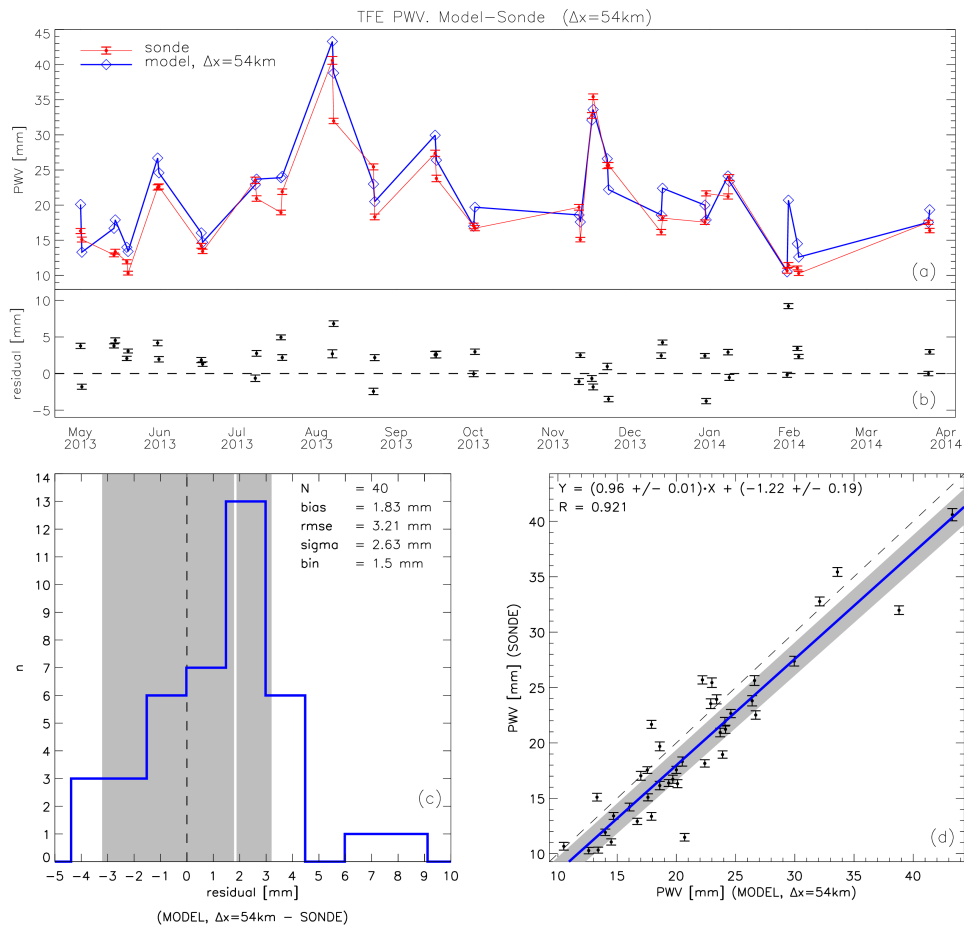 TFE PWV. Model-Sonde (Δx=54km)
45
40
35
30
25
20
15
10
PWV [mm]
sonde
model, Δx=54km
(a)
10
5
0
-5
residual [mm]
(b)
May Jun Jul Aug Sep Oct Nov Dec Jan Feb Mar Apr
2013 2013 2013 2013 2013 2013 2013 2013 2014 2014 2014 2014
14
13
12
11
10
9
8
7
6
5
4
3
2
1
0
n
N = 40
bias = 1.83 mm
rmse = 3.21 mm
sigma = 2.63 mm
bin = 1.5 mm
(c)
-5 -4 -3 -2 -1 0 1 2 3 4 5 6 7 8 9 10
residual [mm]
(MODEL, Δx=54km - SONDE)
Y = (0.96 +/- 0.01)·X + (-1.22 +/- 0.19)
R = 0.921
40
35
30
25
20
15
10
PWV [mm] (SONDE)
(d)
10 15 20 25 30 35 40
PWV [mm] (MODEL, Δx=54km)